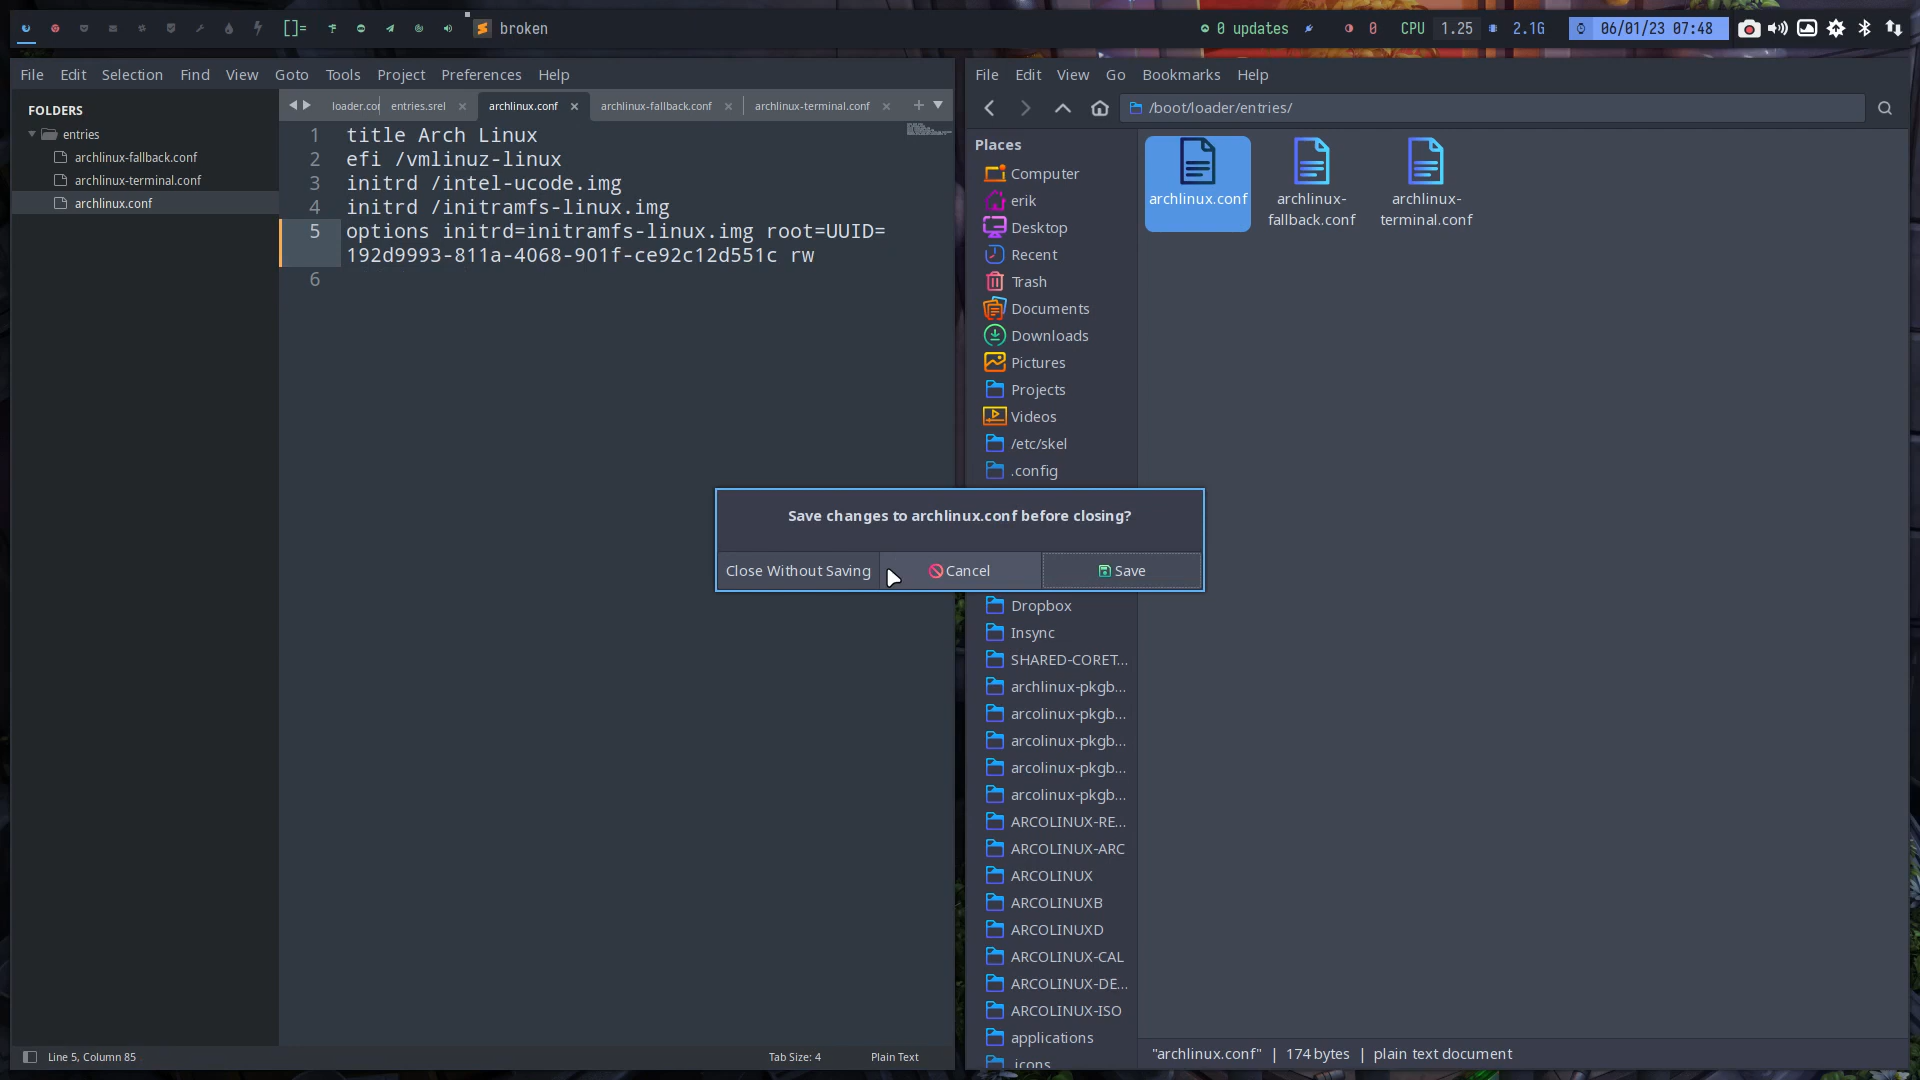 []=
broken
0 updates
0
CPU
1.25
2.1G
06/01/23 07:48
File Edit Selection Find View Goto Tools Project Preferences Help
FOLDERS
entries
archlinux-fallback.conf
archlinux-terminal.conf
archlinux.conf
loader.con
entries.srel
archlinux.conf
archlinux-fallback.conf
archlinux-terminal.conf
1 title Arch Linux
2 efi /vmlinuz-linux
3 initrd /intel-ucode.img
4 initrd /initramfs-linux.img
5 options initrd=initramfs-linux.img root=UUID=
192d9993-811a-4068-901f-ce92c12d551c rw
6
Line 5, Column 85
Tab Size: 4
Plain Text
File Edit View Go Bookmarks Help
/boot/loader/entries/
Places
Computer
erik
Desktop
Recent
Trash
Documents
Downloads
Pictures
Projects
Videos
/etc/skel
.config
Dropbox
Insync
SHARED-CORET...
archlinux-pkgb...
arcolinux-pkgb...
arcolinux-pkgb...
arcolinux-pkgb...
arcolinux-pkgb...
ARCOLINUX-RE...
ARCOLINUX-ARC
ARCOLINUX
ARCOLINUXB
ARCOLINUXD
ARCOLINUX-CAL
ARCOLINUX-DE...
ARCOLINUX-ISO
applications
.icons
archlinux.conf
archlinux-
fallback.conf
archlinux-
terminal.conf
"archlinux.conf" | 174 bytes | plain text document
Save changes to archlinux.conf before closing?
Close Without Saving
Cancel
Save